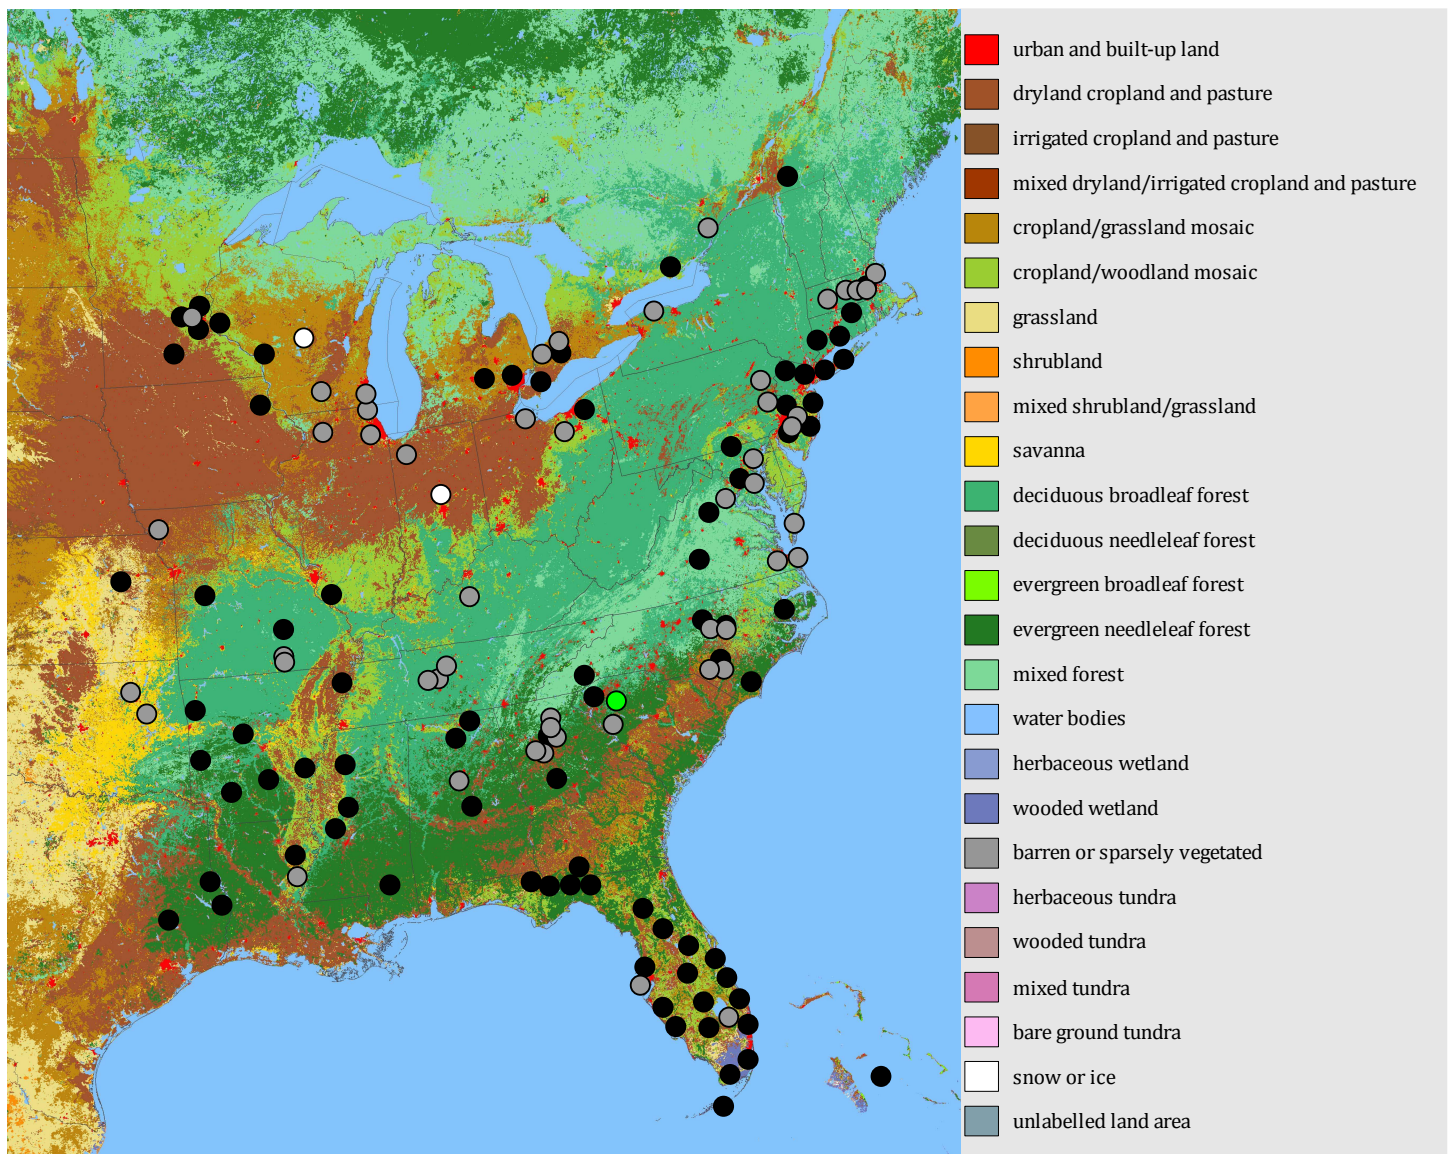 urban and built-up land
dryland cropland and pasture
irrigated cropland and pasture
mixed dryland/irrigated cropland and pasture
cropland/grassland mosaic
cropland/woodland mosaic
grassland
shrubland
mixed shrubland/grassland
savanna
deciduous broadleaf forest
deciduous needleleaf forest
evergreen broadleaf forest
evergreen needleleaf forest
mixed forest
water bodies
herbaceous wetland
wooded wetland
barren or sparsely vegetated
herbaceous tundra
wooded tundra
mixed tundra
bare ground tundra
snow or ice
unlabelled land area